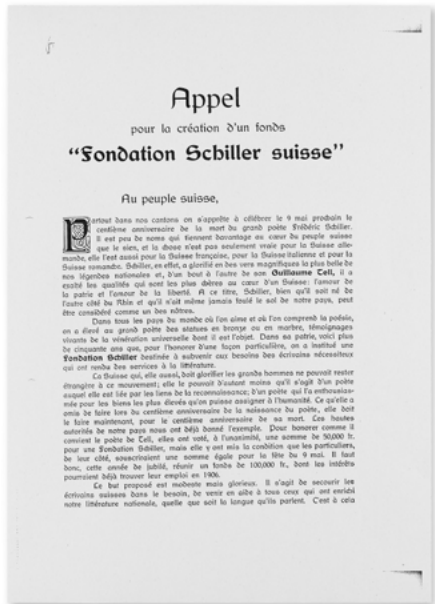 Appel
pour la création d'un fonds
"Fondation Schiller suisse"
Au peuple suisse,
Partout dans nos cantons on s'apprête à célébrer le 9 mai prochain le
centième anniversaire de la mort du grand poète Frédéric Schiller.
Il est peu de noms qui tiennent davantage au cœur du peuple suisse
que le sien, et la chose n'est pas seulement vraie pour la Suisse alle-
mande, elle l'est aussi pour la Suisse française, pour la Suisse italienne et pour la
Suisse romanche. Schiller, en effet, a glorifié en des vers magnifiques la plus belle de
nos légendes nationales et, d'un bout à l'autre de son Guillaume Tell, il a
exalté les qualités qui sont les plus chères au cœur d'un Suisse: l'amour de
la patrie et l'amour de la liberté. A ce titre, Schiller, bien qu'il soit né de
l'autre côté du Rhin et qu'il n'ait même jamais foulé le sol de notre pays, peut
être considéré comme un des nôtres.
Dans tous les pays du monde où l'on aime et où l'on comprend la poésie,
on a élevé au grand poète des statues en bronze ou en marbre, témoignages
vivants de la vénération universelle dont il est l'objet. Dans sa patrie, voici plus
de cinquante ans que, pour l'honorer d'une façon particulière, on a institué une
Fondation Schiller destinée à subvenir aux besoins des écrivains nécessiteux
qui ont rendu des services à la littérature.
La Suisse qui, elle aussi, doit glorifier les grands hommes ne pouvait rester
étrangère à ce mouvement; elle le pouvait d'autant moins qu'il s'agit d'un poète
auquel elle est liée par les liens de la reconnaissance; d'un poète qui l'a enthousias-
mée pour les biens les plus élevés qu'on puisse assigner à l'humanité. Ce qu'elle a
omis de faire lors du centième anniversaire de la naissance du poète, elle doit
le faire maintenant, pour le centième anniversaire de sa mort. Les hautes
autorités de notre pays nous ont déjà donné l'exemple. Pour honorer comme il
convient le poète de Tell, elles ont voté, à l'unanimité, une somme de 50,000 fr.
pour une Fondation Schiller, mais elle y ont mis la condition que les particuliers,
de leur côté, souscriraient une somme égale pour la fête du 9 mai. Il faut
donc, cette année de jubilé, réunir un fonds de 100,000 fr., dont les intérêts
pourraient déjà trouver leur emploi en 1906.
Le but proposé est modeste mais glorieux. Il s'agit de secourir les
écrivains suisses dans le besoin, de venir en aide à tous ceux qui ont enrichi
notre littérature nationale, quelle que soit la langue qu'ils parlent. C'est à cela